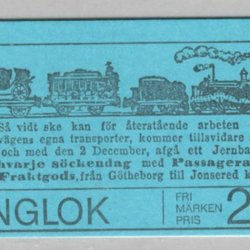 Så vidt ske kan för återstående arbeten
vägens egna transporter, kommer tillsvidare
och med den 2 December, afgå ett Jernba
hvarje söckendag med Passagera
Fraktgods, från Götheborg till Jonsered k
NGLOK
FRI
MÄRKEN
PRIS
2